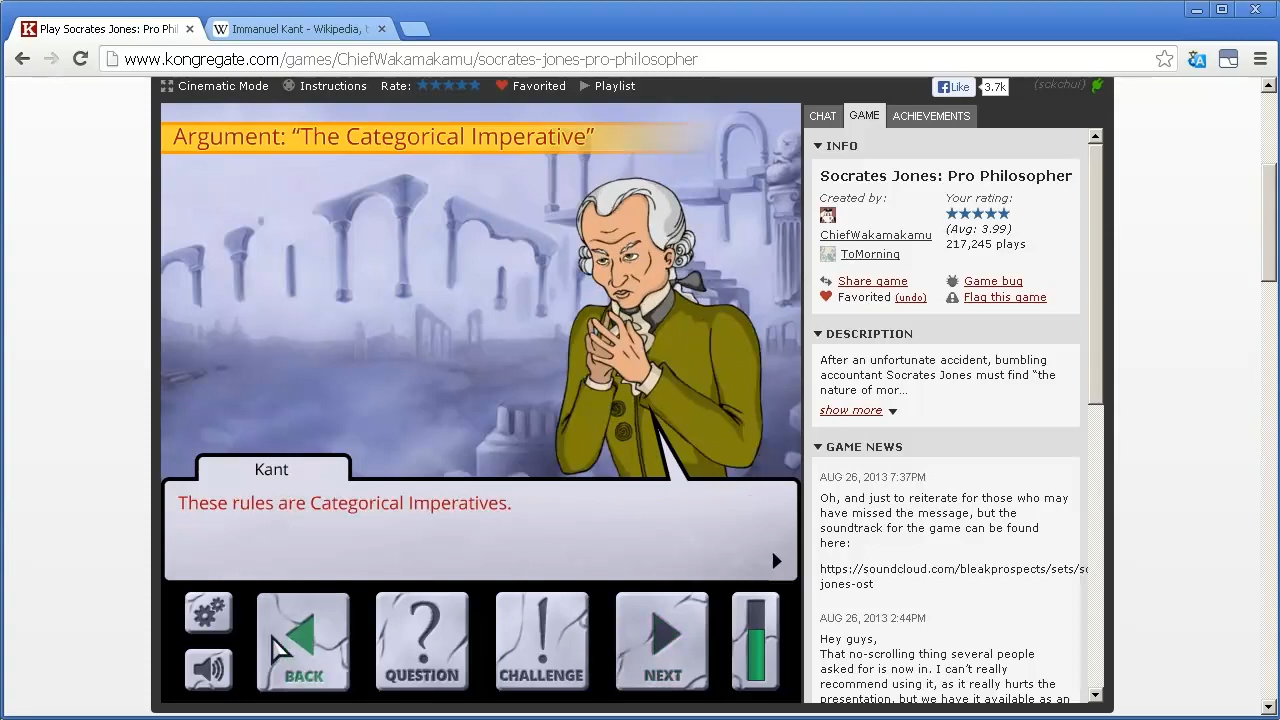 Play Socrates Jones: Pro Phil
Immanuel Kant - Wikipedia, t
www.kongregate.com/games/ChiefWakamakamu/socrates-jones-pro-philosopher
Cinematic Mode
Instructions
Rate:
Favorited
Playlist
Like
3.7k
(sckchui)
Argument: “The Categorical Imperative”
Kant
These rules are Categorical Imperatives.
BACK
?
QUESTION
!
CHALLENGE
NEXT
CHAT
GAME
ACHIEVEMENTS
INFO
Socrates Jones: Pro Philosopher
Created by:
ChiefWakamakamu
ToMorning
Your rating:
(Avg: 3.99)
217,245 plays
Share game
Game bug
Favorited (undo)
Flag this game
DESCRIPTION
After an unfortunate accident, bumbling
accountant Socrates Jones must find “the
nature of mor...
show more
GAME NEWS
AUG 26, 2013 7:37PM
Oh, and just to reiterate for those who may
have missed the message, but the
soundtrack for the game can be found
here:
https://soundcloud.com/bleakprospects/sets/so
jones-ost
AUG 26, 2013 2:44PM
Hey guys,
That no-scrolling thing several people
asked for is now in. I can't really
recommend using it, as it really hurts the
presentation, but we have it available as an